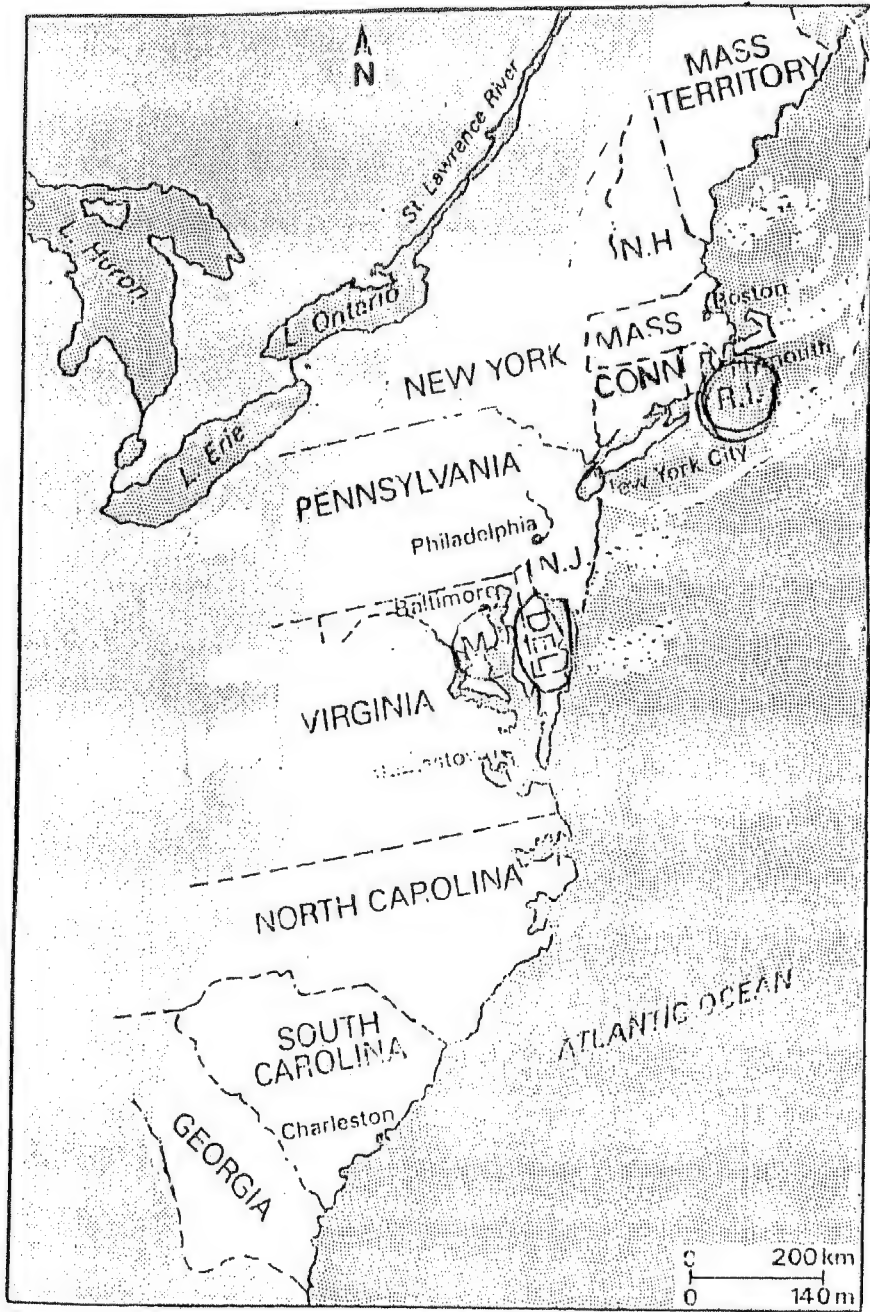 N
MASS
TERRITORY
St. Lawrence River
L. Huron
N.H
L. Ontario
Boston
MASS
NEW YORK
CONN
R.I.
L. Erie
New York City
PENNSYLVANIA
Philadelphia
N.J.
Baltimore
DEL
M
VIRGINIA
NORTH CAROLINA
ATLANTIC OCEAN
SOUTH
CAROLINA
Charleston
GEORGIA
0 200 km
0 140 m